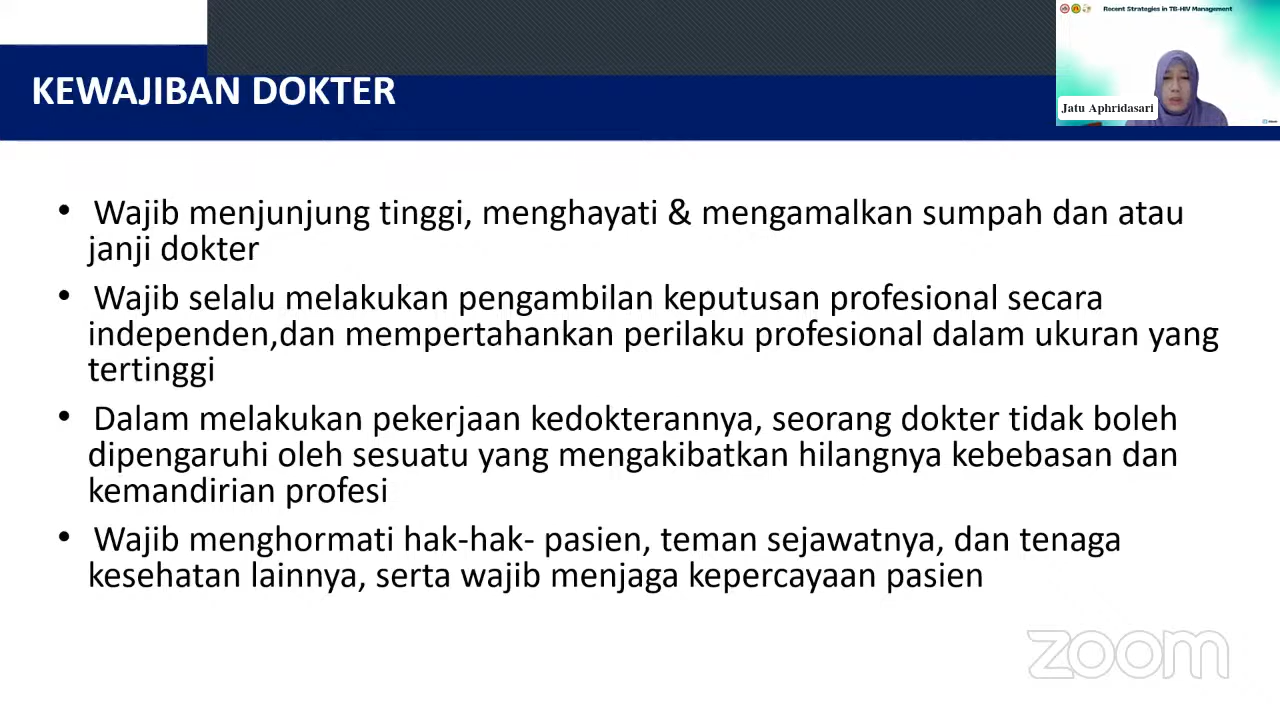 Recent Strategies in TB-HIV Management
KEWAJIBAN DOKTER
Jatu Aphridasari
• Wajib menjunjung tinggi, menghayati & mengamalkan sumpah dan atau
janji dokter
• Wajib selalu melakukan pengambilan keputusan profesional secara
independen,dan mempertahankan perilaku profesional dalam ukuran yang
tertinggi
• Dalam melakukan pekerjaan kedokterannya, seorang dokter tidak boleh
dipengaruhi oleh sesuatu yang mengakibatkan hilangnya kebebasan dan
kemandirian profesi
• Wajib menghormati hak-hak- pasien, teman sejawatnya, dan tenaga
kesehatan lainnya, serta wajib menjaga kepercayaan pasien
zoom